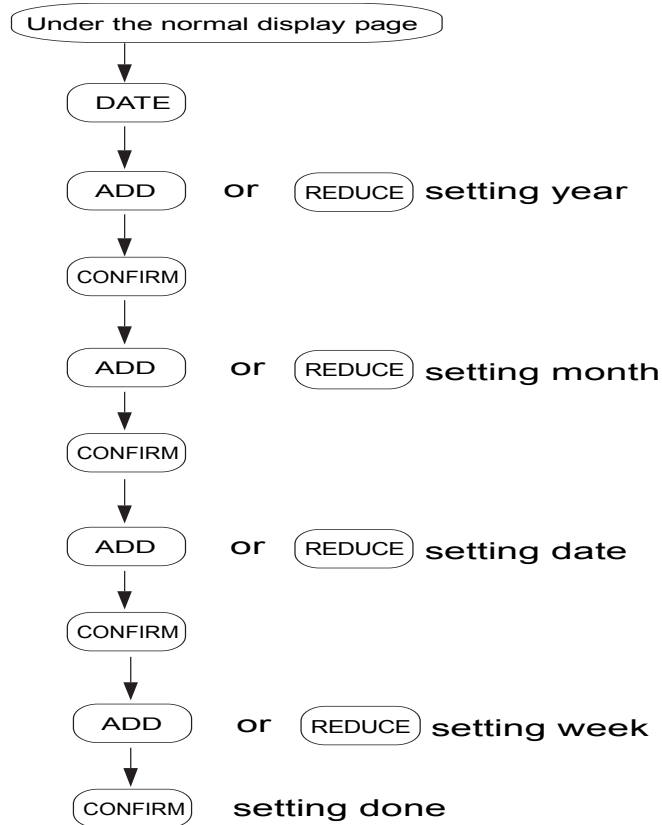 Under the normal display page
DATE
ADD or REDUCE setting year
CONFIRM
ADD or REDUCE setting month
CONFIRM
ADD or REDUCE setting date
CONFIRM
ADD or REDUCE setting week
CONFIRM setting done